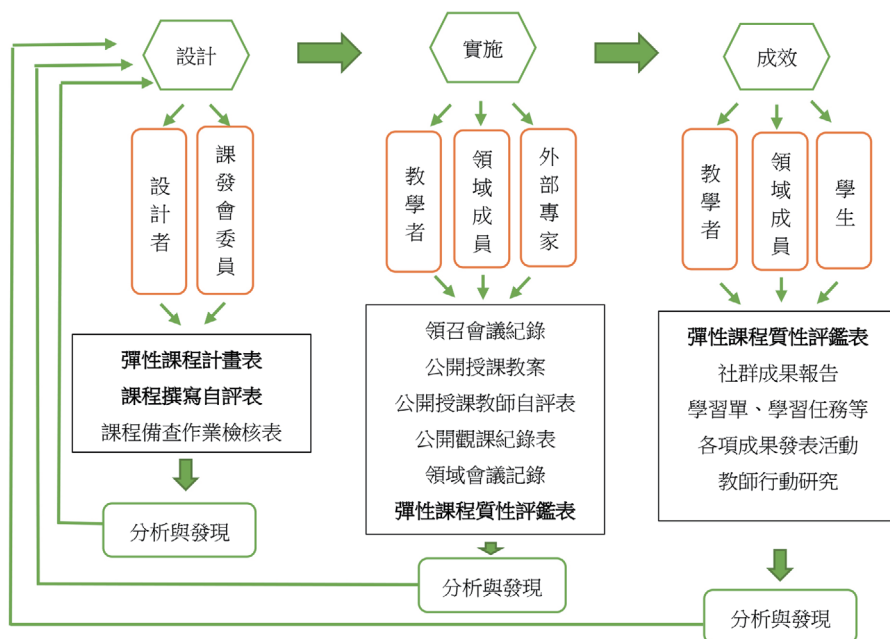 設計
實施
成效
設計者
課發會委員
教學者
領域成員
外部專家
教學者
領域成員
學生
彈性課程計畫表
課程撰寫自評表
課程備查作業檢核表
領召會議紀錄
公開授課教案
公開授課教師自評表
公開觀課紀錄表
領域會議記錄
彈性課程質性評鑑表
彈性課程質性評鑑表
社群成果報告
學習單、學習任務等
各項成果發表活動
教師行動研究
分析與發現
分析與發現
分析與發現